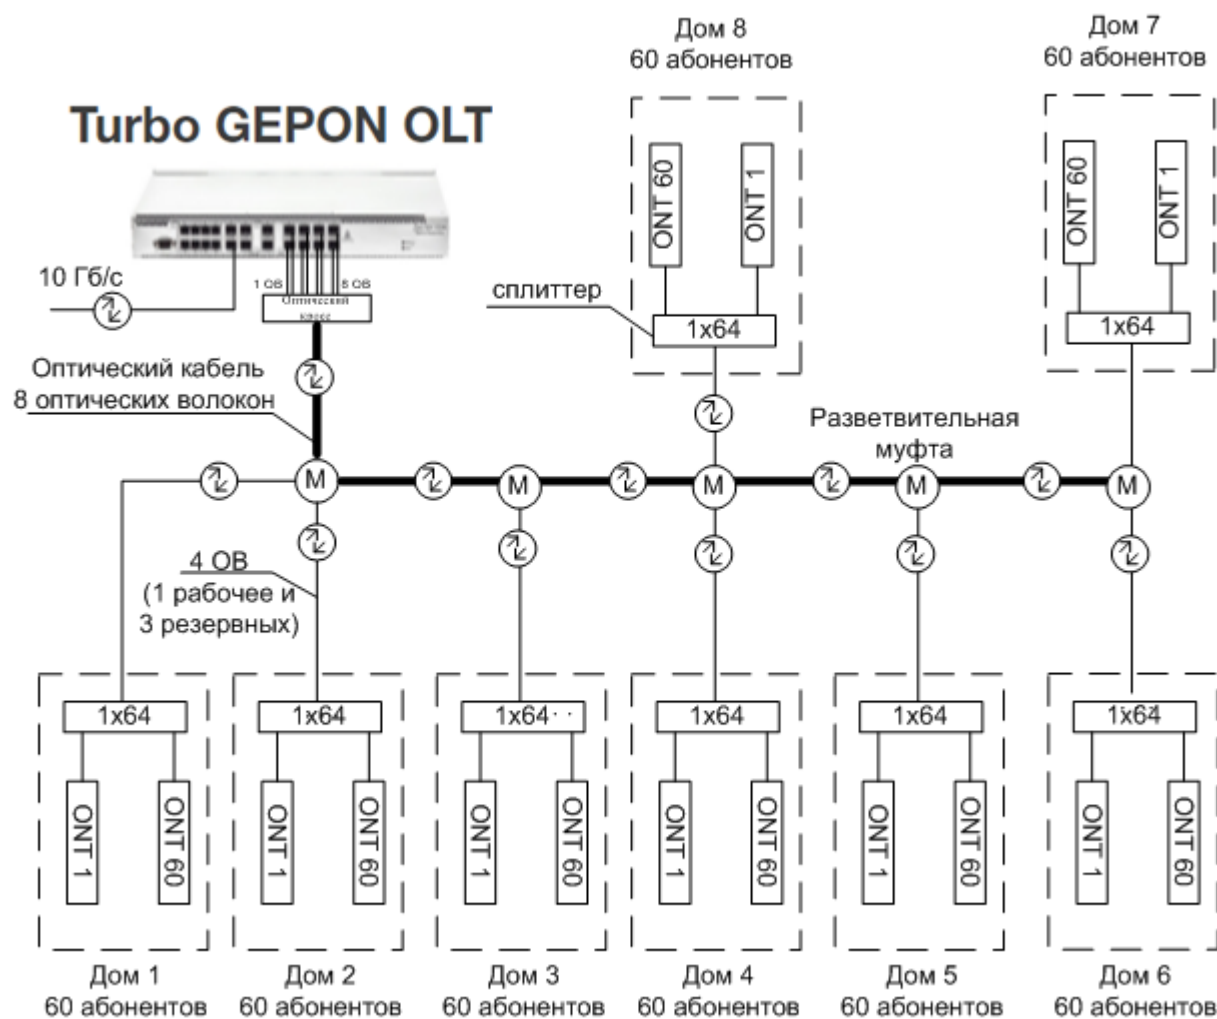 Дом 8
60 абонентов
Дом 7
60 абонентов
Turbo GEPON OLT
ONT 60
ONT 1
ONT 60
ONT 1
10 Гб/с
1 ОВ
8 ОВ
Оптический
кросс
сплиттер
1x64
1x64
Оптический кабель
8 оптических волокон
Разветвительная
муфта
М
М
М
М
М
4 ОВ
(1 рабочее и
3 резервных)
1x64
1x64
1x64
1x64
1x64
1x64
ONT 1
ONT 60
ONT 1
ONT 60
ONT 1
ONT 60
ONT 1
ONT 60
ONT 1
ONT 60
ONT 1
ONT 60
Дом 1
60 абонентов
Дом 2
60 абонентов
Дом 3
60 абонентов
Дом 4
60 абонентов
Дом 5
60 абонентов
Дом 6
60 абонентов